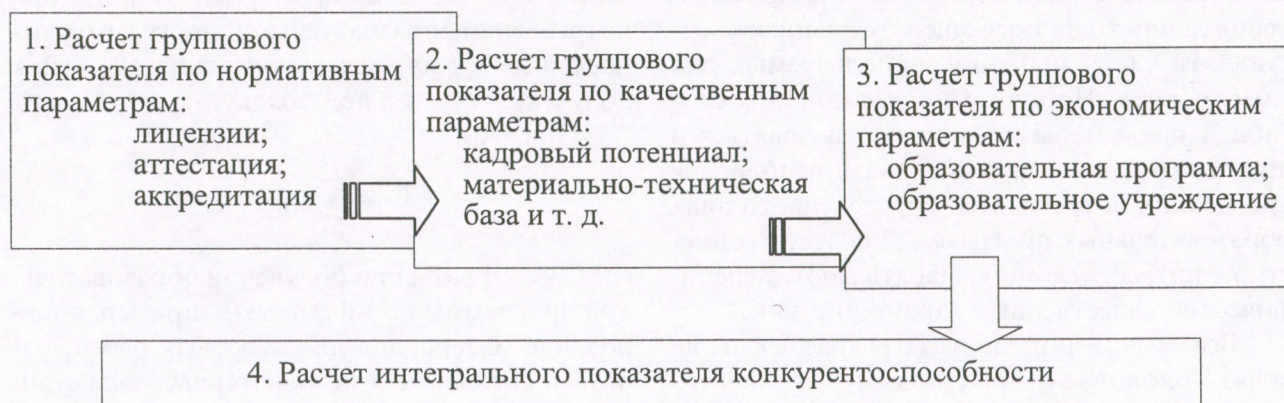 1. Расчет группового
показателя по нормативным
параметрам:
лицензии;
аттестация;
аккредитация
2. Расчет группового
показателя по качественным
параметрам:
кадровый потенциал;
материально-техническая
база и т. д.
3. Расчет группового
показателя по экономическим
параметрам:
образовательная программа;
образовательное учреждение
4. Расчет интегрального показателя конкурентоспособности